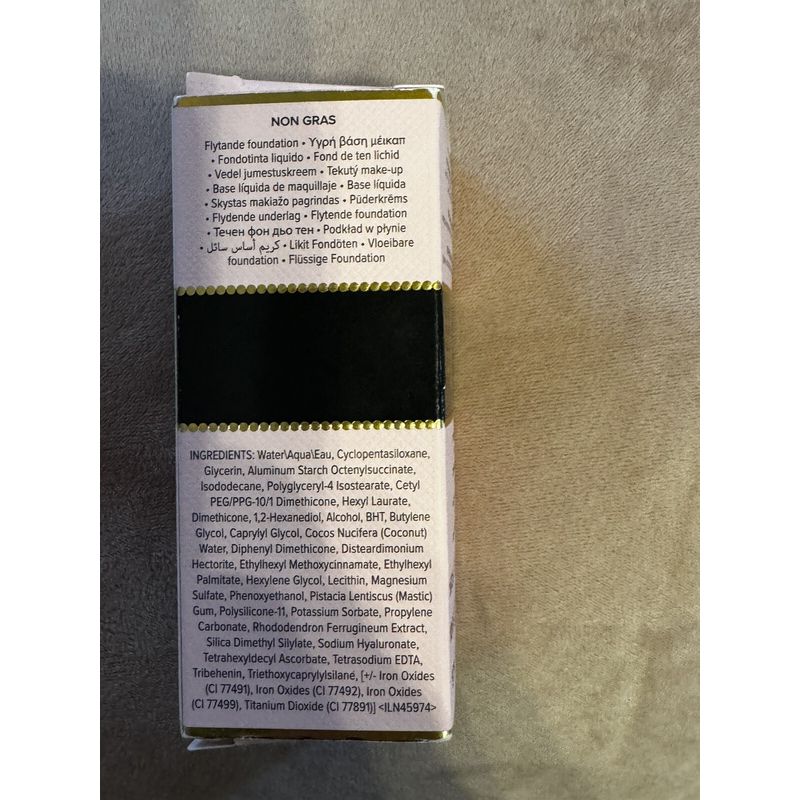 NON GRAS
Flytande foundation • Υγρή βάση μέικαπ
• Fondotinta liquido • Fond de ten lichid
• Vedel jumestuskreem • Tekutý make-up
• Base líquida de maquillaje • Base líquida
• Skystas makiažo pagrindas • Pūderkrēms
• Flydende underlag • Flytende foundation
• Течен фон дьо тен • Podkład w płynie
• كريم أساس سائل • Likit Fondöten • Vloeibare
foundation • Flüssige Foundation
INGREDIENTS: Water\Aqua\Eau, Cyclopentasiloxane,
Glycerin, Aluminum Starch Octenylsuccinate,
Isododecane, Polyglyceryl-4 Isostearate, Cetyl
PEG/PPG-10/1 Dimethicone, Hexyl Laurate,
Dimethicone, 1,2-Hexanediol, Alcohol, BHT, Butylene
Glycol, Caprylyl Glycol, Cocos Nucifera (Coconut)
Water, Diphenyl Dimethicone, Disteardimonium
Hectorite, Ethylhexyl Methoxycinnamate, Ethylhexyl
Palmitate, Hexylene Glycol, Lecithin, Magnesium
Sulfate, Phenoxyethanol, Pistacia Lentiscus (Mastic)
Gum, Polysilicone-11, Potassium Sorbate, Propylene
Carbonate, Rhododendron Ferrugineum Extract,
Silica Dimethyl Silylate, Sodium Hyaluronate,
Tetrahexyldecyl Ascorbate, Tetrasodium EDTA,
Tribehenin, Triethoxycaprylylsilane, [+/- Iron Oxides
(CI 77491), Iron Oxides (CI 77492), Iron Oxides
(CI 77499), Titanium Dioxide (CI 77891)] <ILN45974>